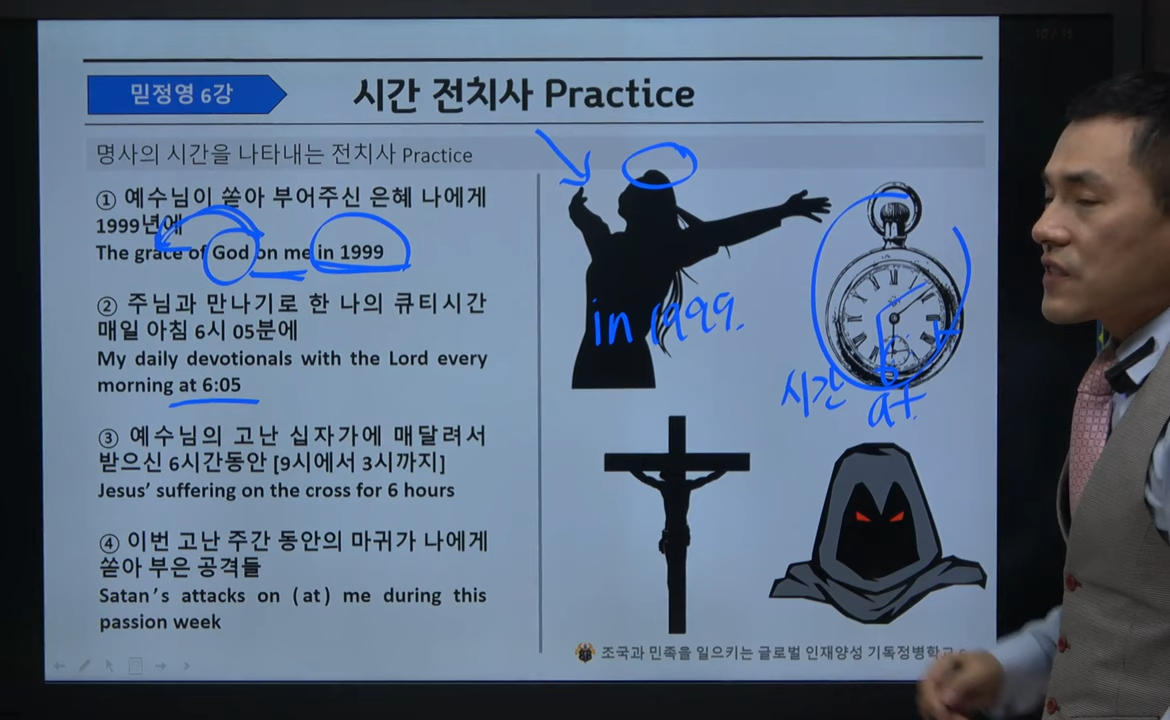 믿정영 6강
시간 전치사 Practice
명사의 시간을 나타내는 전치사 Practice
① 예수님이 쏟아 부어주신 은혜 나에게
1999년에
The grace of God on me in 1999
② 주님과 만나기로 한 나의 큐티시간
매일 아침 6시 05분에
My daily devotionals with the Lord every
morning at 6:05
③ 예수님의 고난 십자가에 매달려서
받으신 6시간동안 [9시에서 3시까지]
Jesus’ suffering on the cross for 6 hours
④ 이번 고난 주간 동안의 마귀가 나에게
쏟아 부은 공격들
Satan’s attacks on (at) me during this
passion week
in 1999.
시간
at
조국과 민족을 일으키는 글로벌 인재양성 기독정병학교